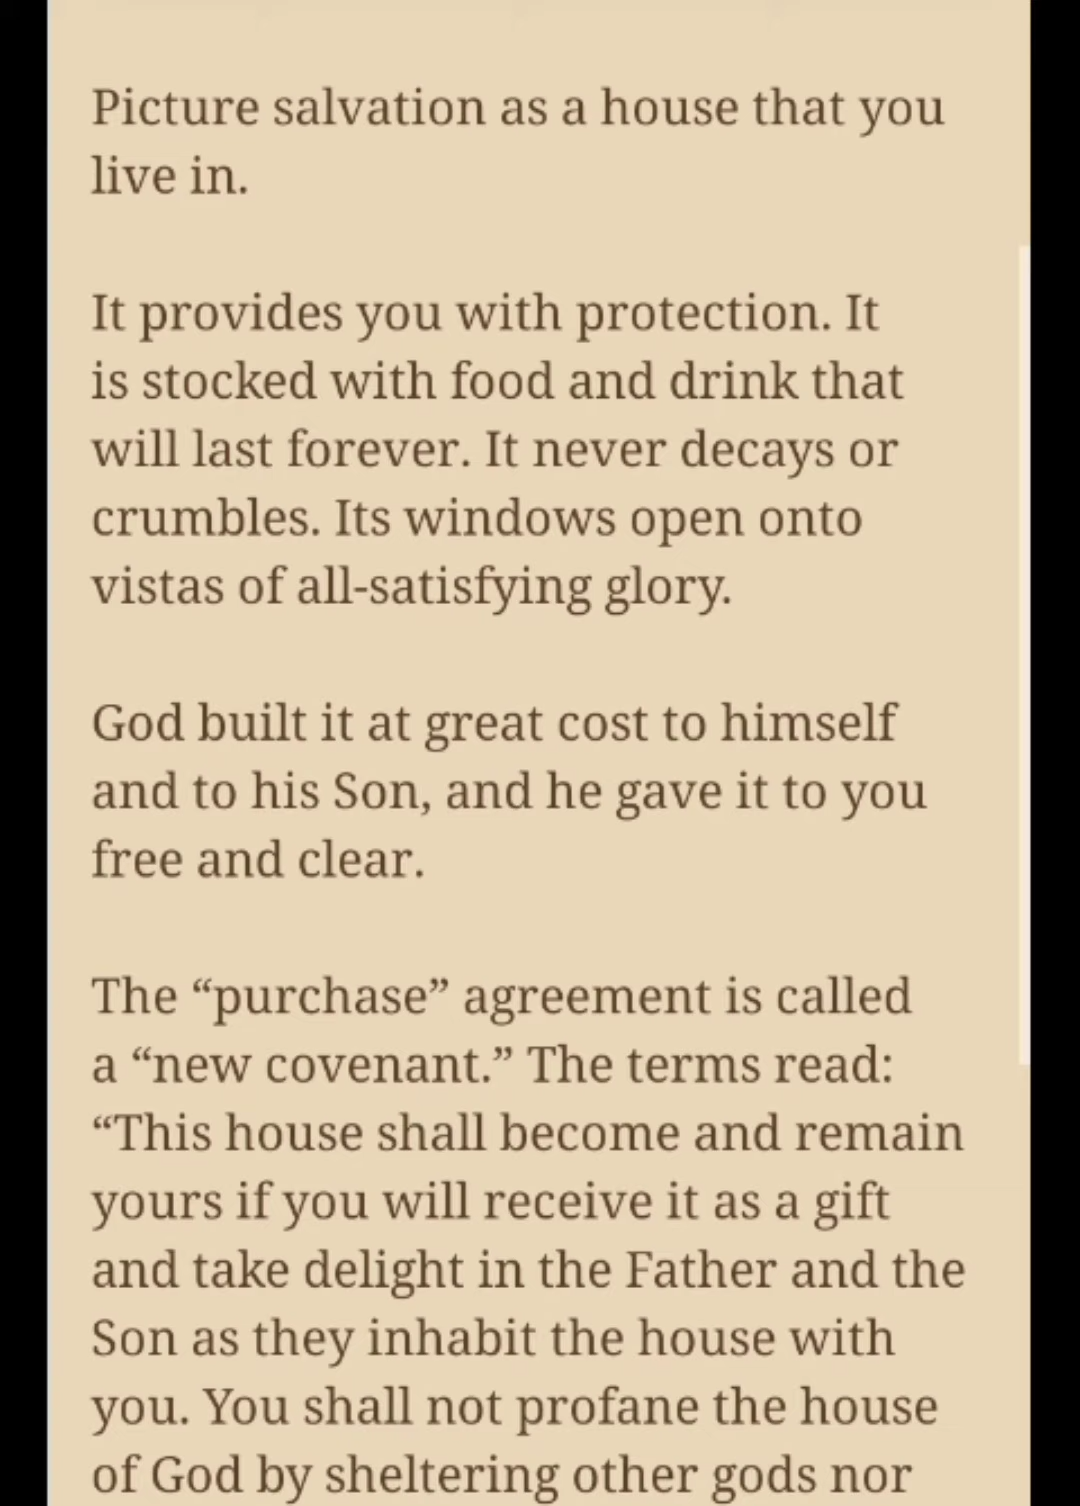 Picture salvation as a house that you
live in.
It provides you with protection. It
is stocked with food and drink that
will last forever. It never decays or
crumbles. Its windows open onto
vistas of all-satisfying glory.
God built it at great cost to himself
and to his Son, and he gave it to you
free and clear.
The “purchase” agreement is called
a “new covenant.” The terms read:
“This house shall become and remain
yours if you will receive it as a gift
and take delight in the Father and the
Son as they inhabit the house with
you. You shall not profane the house
of God by sheltering other gods nor